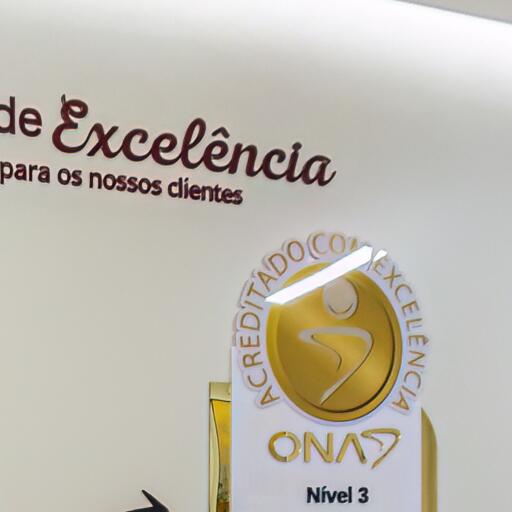 de Excelência
para os nossos clientes
ACREDITADO COM EXCELÊNCIA
ONA
Nível 3